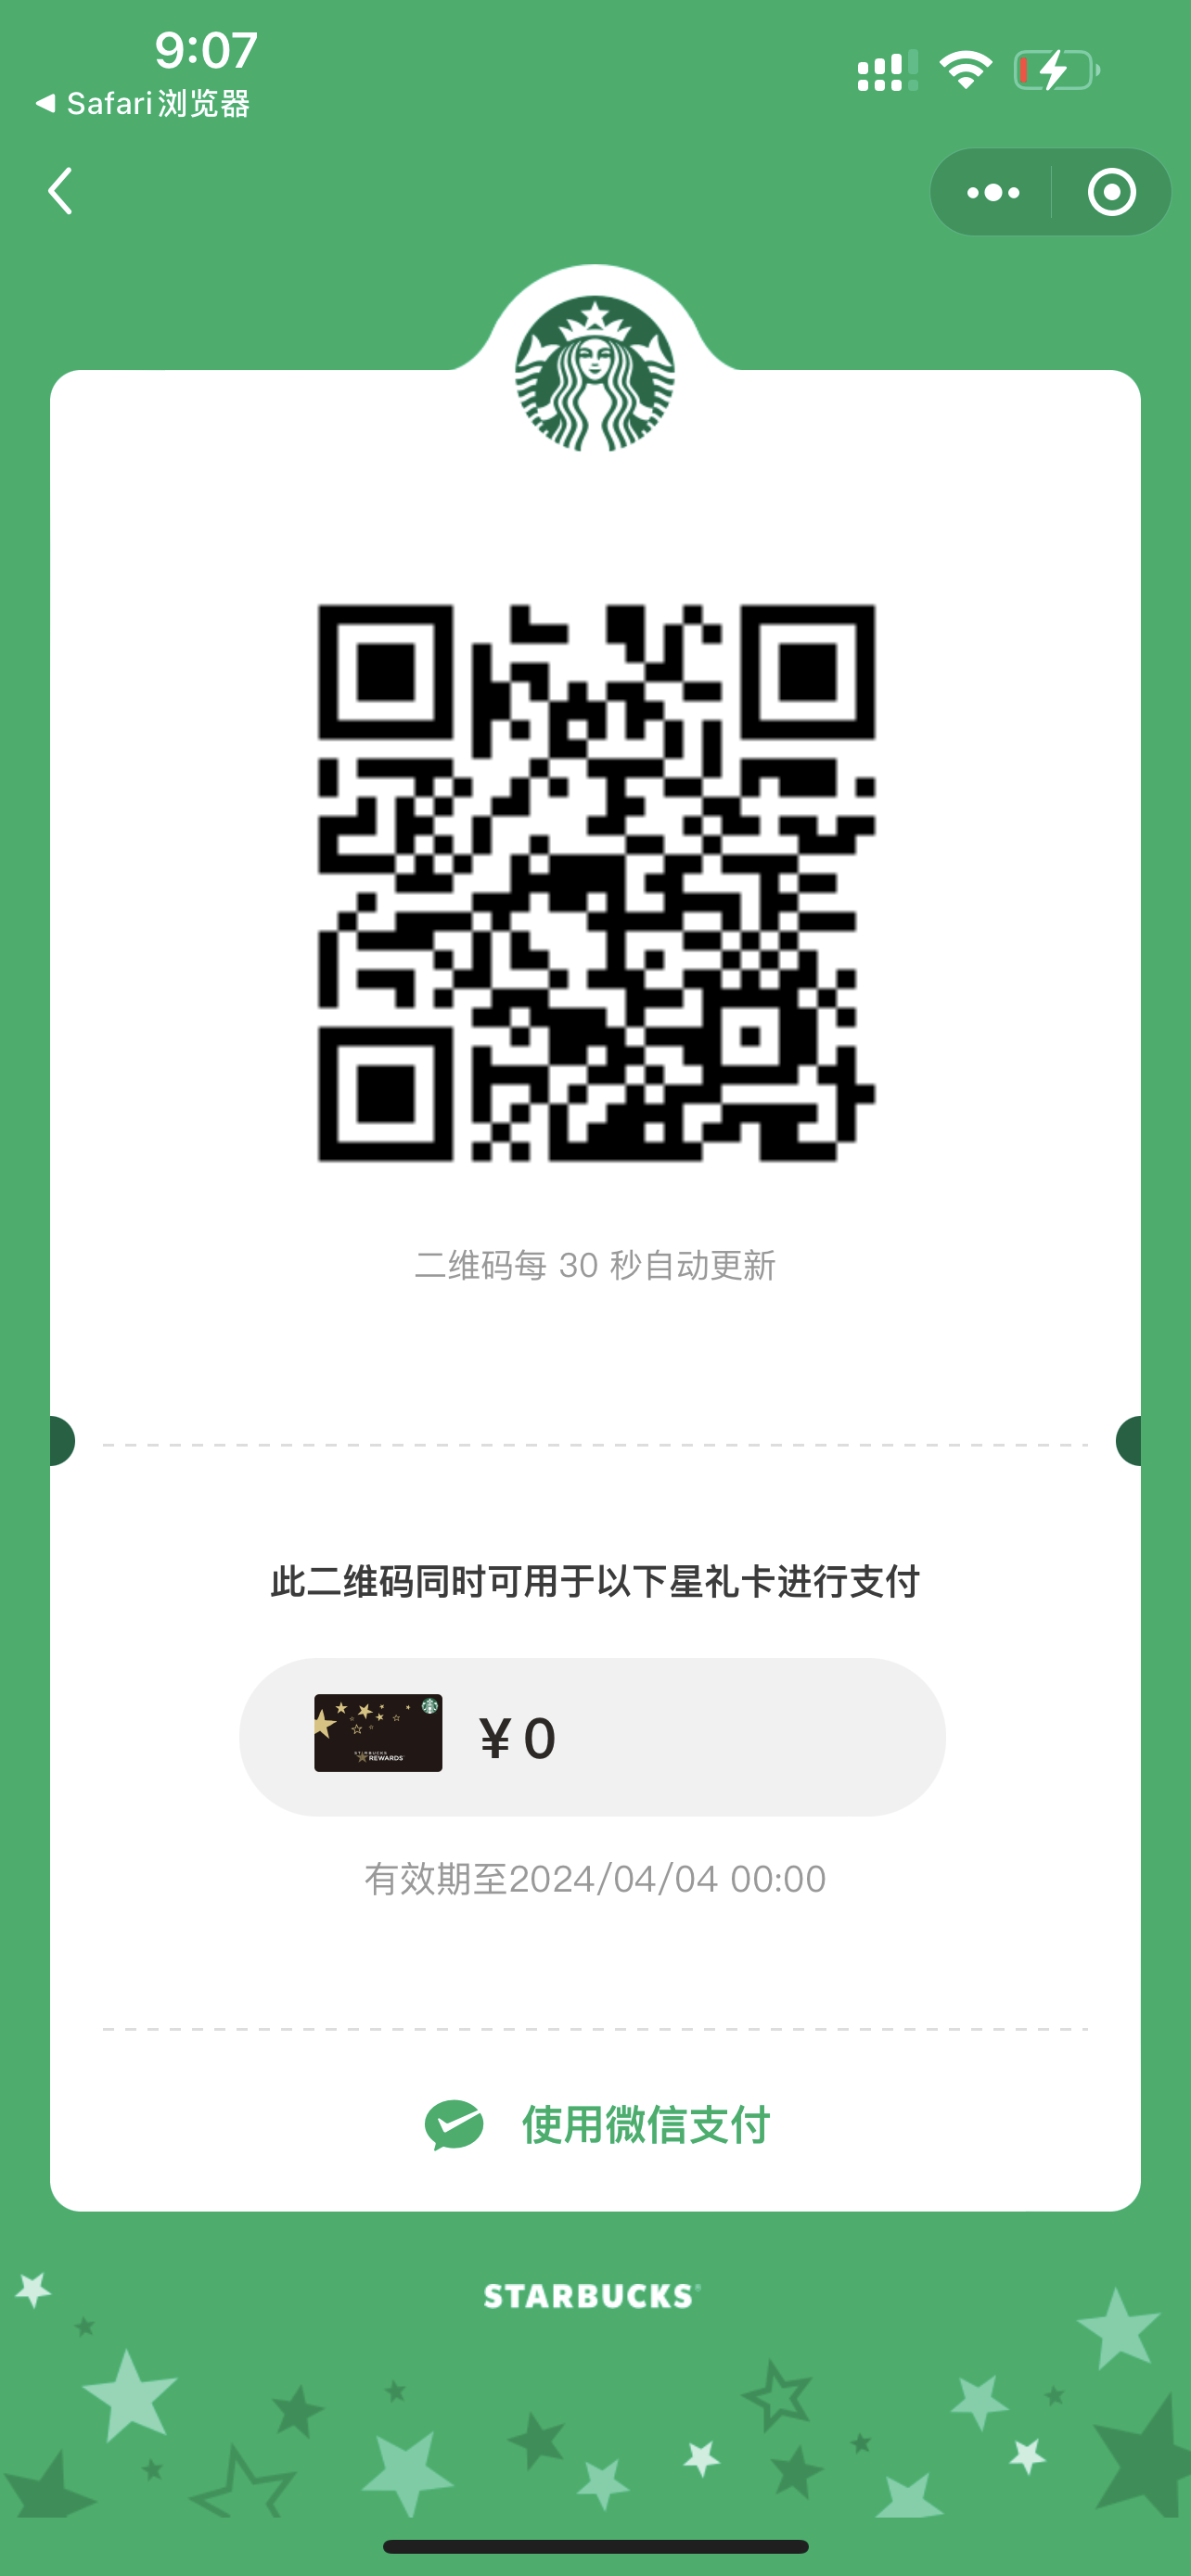 9:07
Safari浏览器
二维码每 30 秒自动更新
此二维码同时可用于以下星礼卡进行支付
STARBUCKS
REWARDS
¥0
有效期至2024/04/04 00:00
使用微信支付
STARBUCKS®